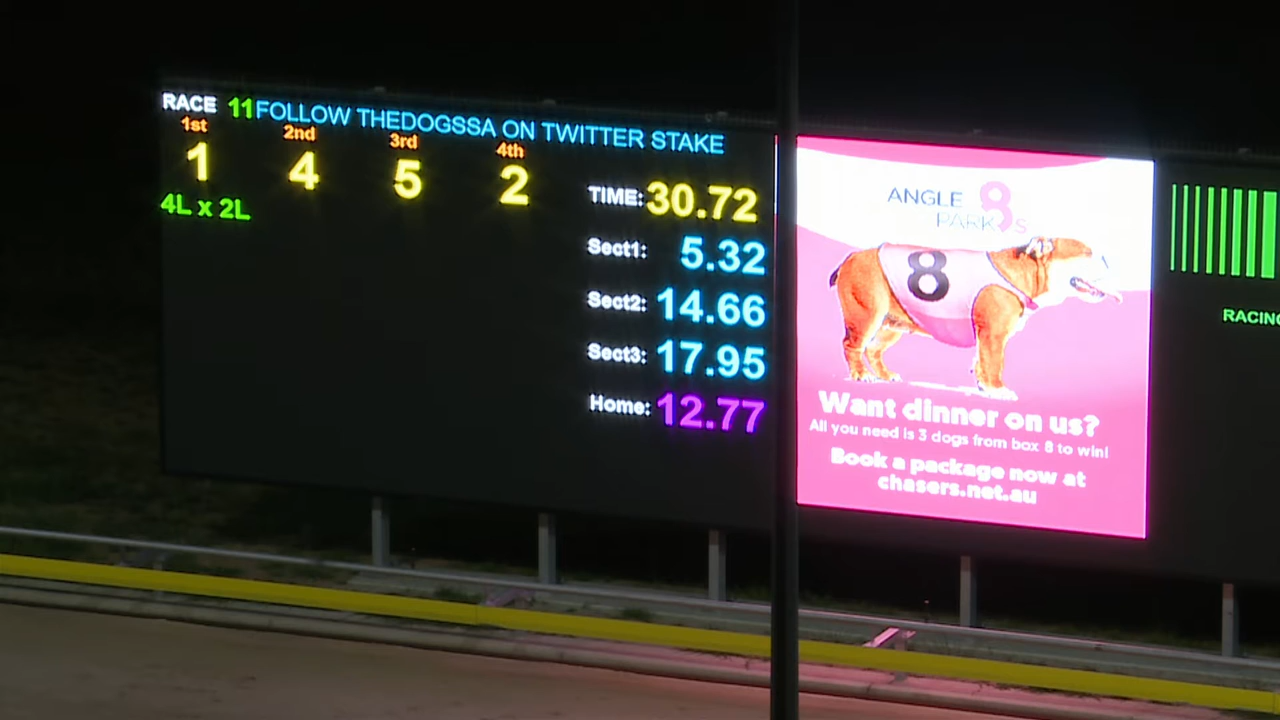 RACE 11 FOLLOW THEDOGSSA ON TWITTER STAKE
1st 2nd 3rd 4th
1 4 5 2
4L x 2L
TIME: 30.72
Sect1: 5.32
Sect2: 14.66
Sect3: 17.95
Home: 12.77
ANGLE
PARK 8s
8
Want dinner on us?
All you need is 3 dogs from box 8 to win!
Book a package now at
chasers.net.au
RACING